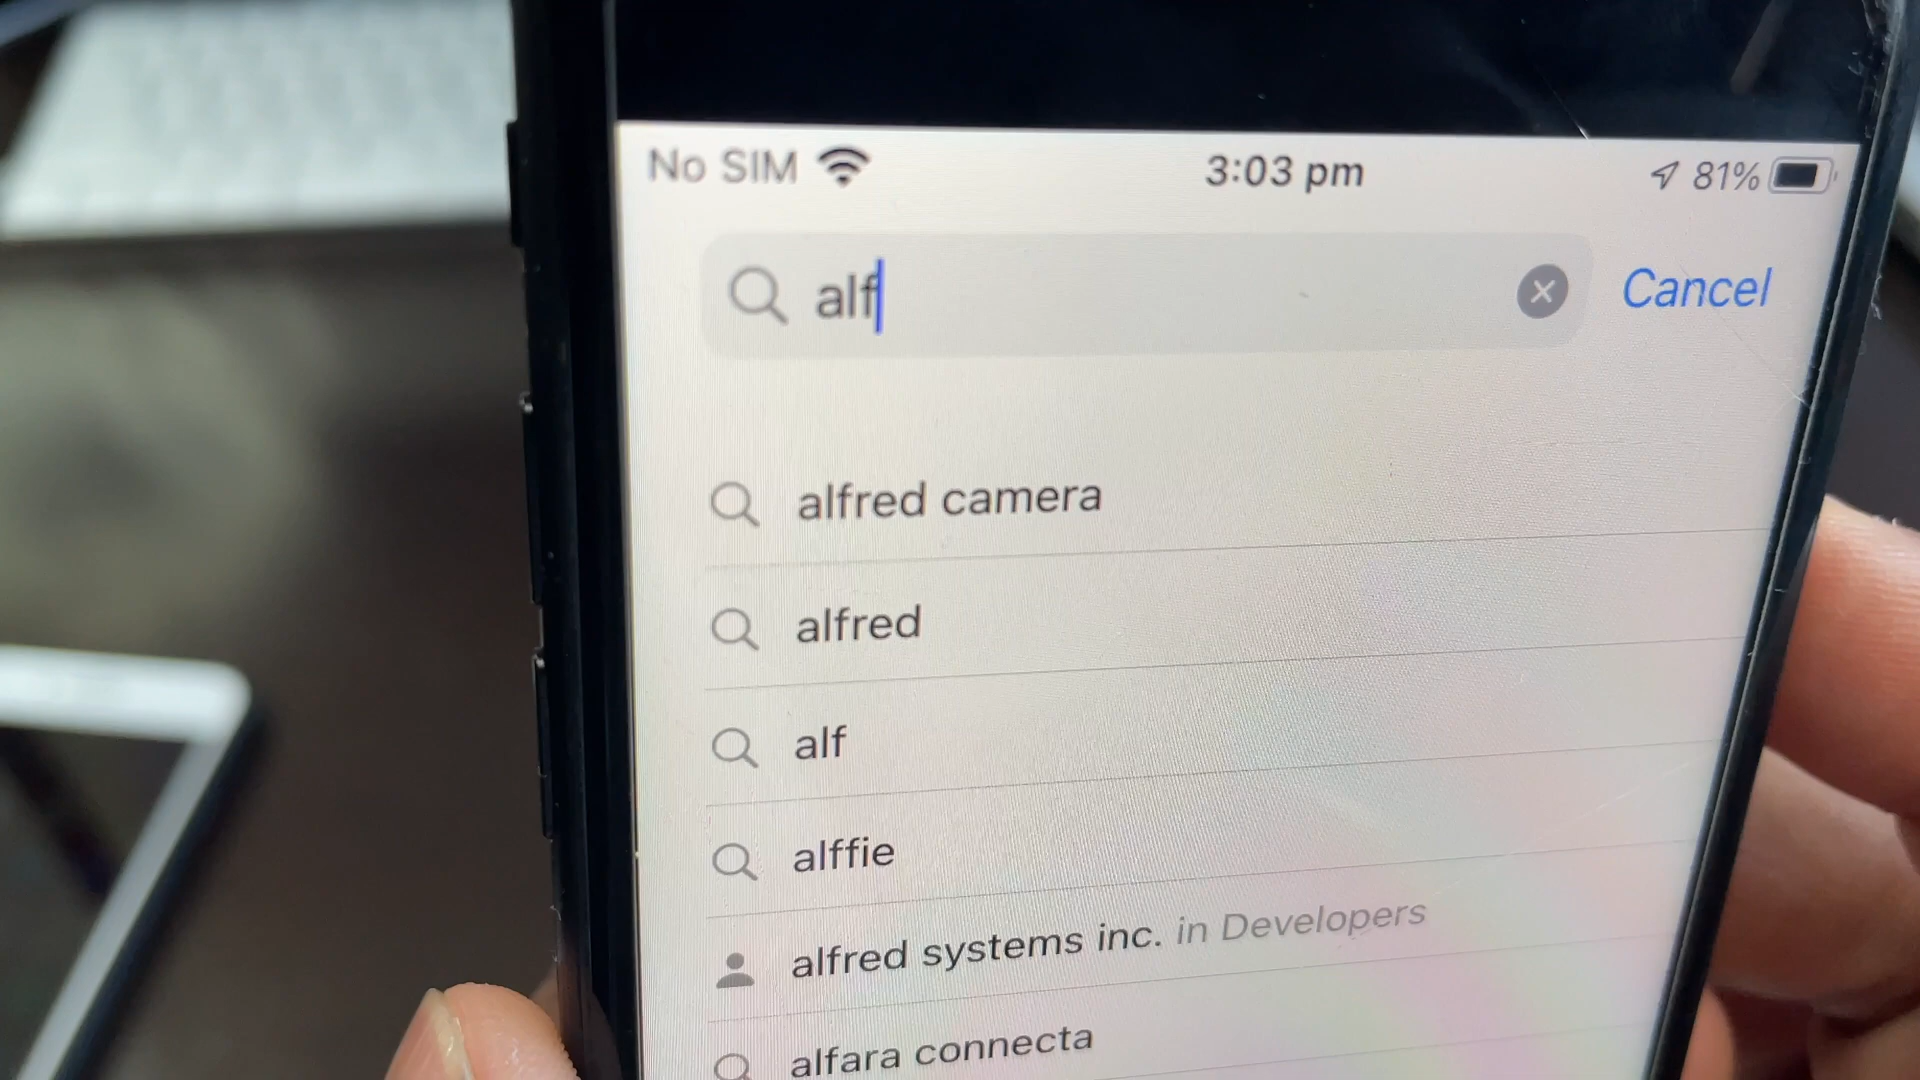 No SIM 3:03 pm 81%
alf Cancel
alfred camera
alfred
alf
alffie
alfred systems inc. in Developers
alfara connecta